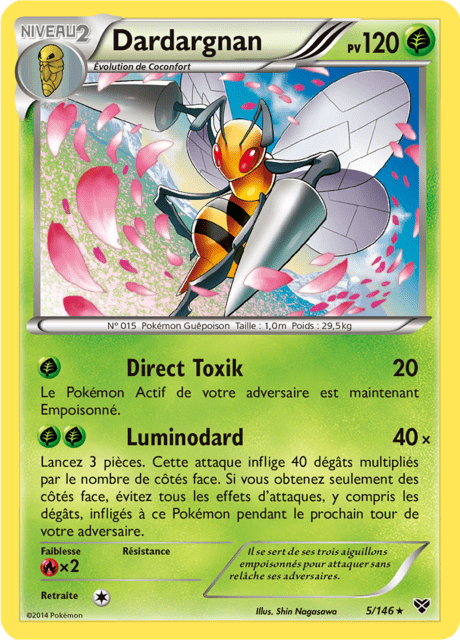 NIVEAU2
Dardargnan
PV120
Évolution de Coconfort
N° 015 Pokémon Guêpoison Taille : 1,0m Poids : 29,5kg
Direct Toxik 20
Le Pokémon Actif de votre adversaire est maintenant
Empoisonné.
Luminodard 40×
Lancez 3 pièces. Cette attaque inflige 40 dégâts multipliés
par le nombre de côtés face. Si vous obtenez seulement des
côtés face, évitez tous les effets d'attaques, y compris les
dégâts, infligés à ce Pokémon pendant le prochain tour de
votre adversaire.
Faiblesse Résistance
×2
Il se sert de ses trois aiguillons
empoisonnés pour attaquer sans
relâche ses adversaires.
Retraite
Illus. Shin Nagasawa 5/146 ★
©2014 Pokémon